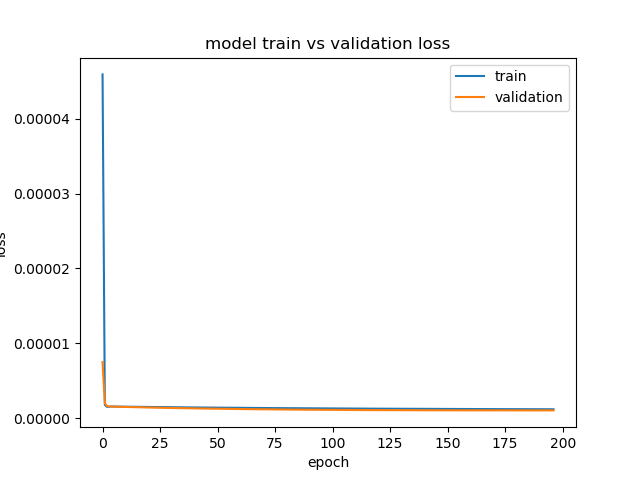 model train vs validation loss
train
validation
0.00004
0.00003
0.00002
0.00001
0.00000
loss
0 25 50 75 100 125 150 175 200
epoch